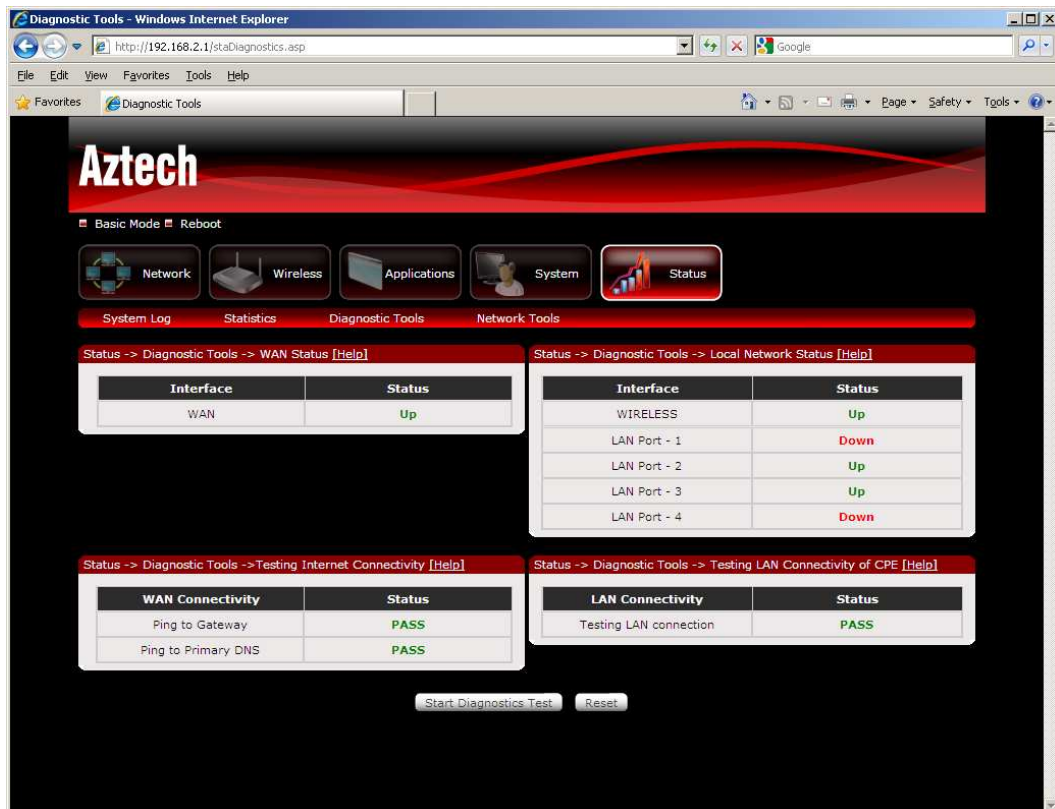 Diagnostic Tools - Windows Internet Explorer
http://192.168.2.1/staDiagnostics.asp
Google
File Edit View Favorites Tools Help
Favorites Diagnostic Tools Page Safety Tools
Aztech
Basic Mode Reboot
Network Wireless Applications System Status
System Log Statistics Diagnostic Tools Network Tools
Status -> Diagnostic Tools -> WAN Status [Help]
Interface Status
WAN Up
Status -> Diagnostic Tools -> Local Network Status [Help]
Interface Status
WIRELESS Up
LAN Port - 1 Down
LAN Port - 2 Up
LAN Port - 3 Up
LAN Port - 4 Down
Status -> Diagnostic Tools ->Testing Internet Connectivity [Help]
WAN Connectivity Status
Ping to Gateway PASS
Ping to Primary DNS PASS
Status -> Diagnostic Tools -> Testing LAN Connectivity of CPE [Help]
LAN Connectivity Status
Testing LAN connection PASS
Start Diagnostics Test Reset